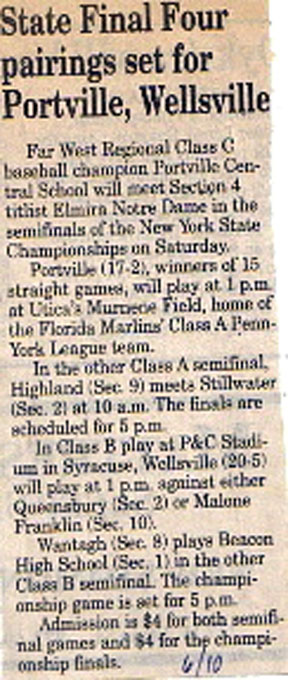 State Final Four
pairings set for
Portville, Wellsville
Far West Regional Class C
baseball champion Portville Cen-
tral School will meet Section 4
titlist Elmira Notre Dame in the
semifinals of the New York State
Championships on Saturday.
Portville (17-2), winners of 15
straight games, will play at 1 p.m.
at Utica's Murnene Field, home of
the Florida Marlins' Class A Penn-
York League team.
In the other Class A semifinal,
Highland (Sec. 9) meets Stillwater
(Sec. 2) at 10 a.m. The finals are
scheduled for 5 p.m.
In Class B play at P&C Stadi-
um in Syracuse, Wellsville (20-5)
will play at 1 p.m. against either
Queensbury (Sec. 2) or Malone
Franklin (Sec. 10).
Wantagh (Sec. 8) plays Beacon
High School (Sec. 1) in the other
Class B semifinal. The champi-
onship game is set for 5 p.m.
Admission is $4 for both semifi-
nal games and $4 for the champi-
onship finals.
6/10